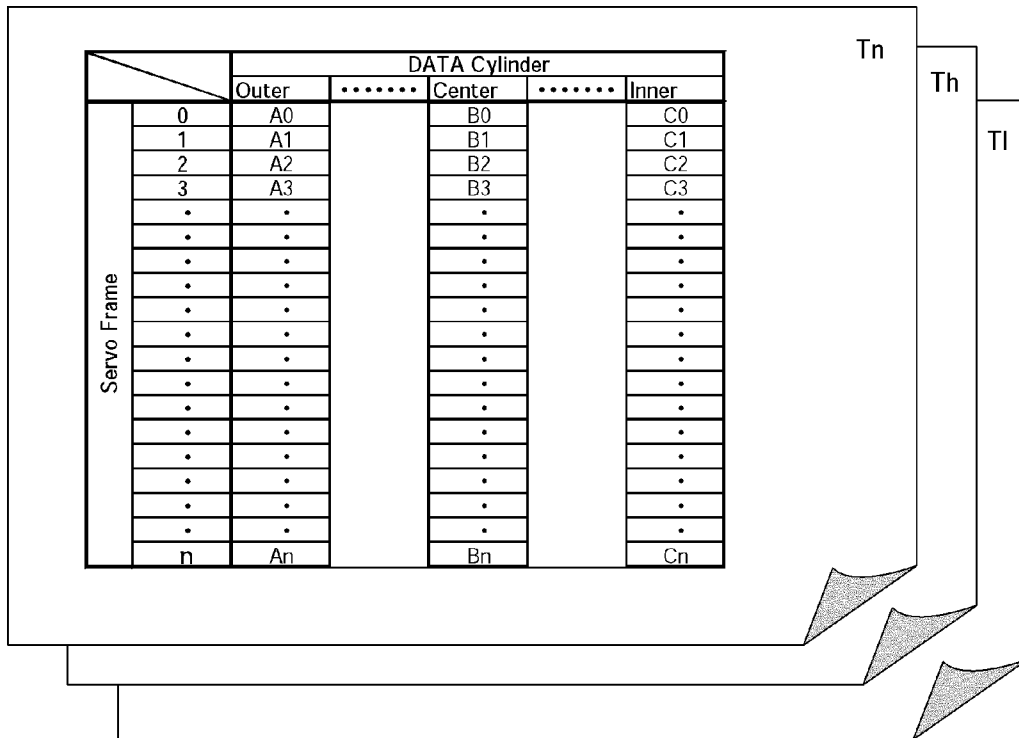 Tn
Th
Tl
DATA Cylinder
Outer ······· Center ······· Inner
Servo Frame
0 A0 B0 C0
1 A1 B1 C1
2 A2 B2 C2
3 A3 B3 C3
· · · ·
· · · ·
· · · ·
· · · ·
· · · ·
· · · ·
· · · ·
· · · ·
· · · ·
· · · ·
· · · ·
· · · ·
· · · ·
· · · ·
n An Bn Cn